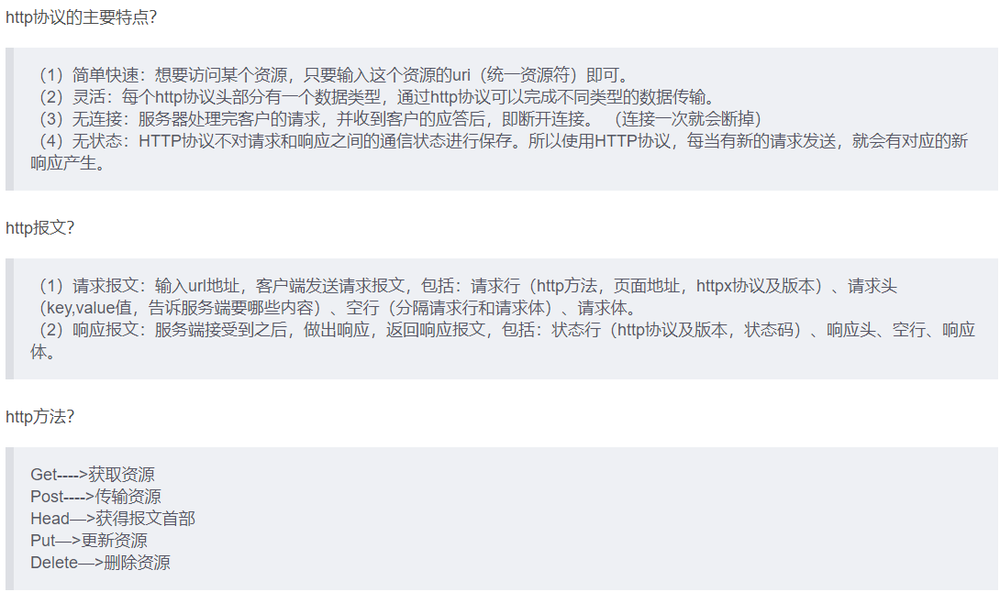 http协议的主要特点?
（1）简单快速：想要访问某个资源，只要输入这个资源的uri（统一资源符）即可。
（2）灵活：每个http协议头部分有一个数据类型，通过http协议可以完成不同类型的数据传输。
（3）无连接：服务器处理完客户的请求，并收到客户的应答后，即断开连接。 （连接一次就会断掉）
（4）无状态：HTTP协议不对请求和响应之间的通信状态进行保存。所以使用HTTP协议，每当有新的请求发送，就会有对应的新
响应产生。
http报文?
（1）请求报文：输入url地址，客户端发送请求报文，包括：请求行（http方法，页面地址，httpx协议及版本）、请求头
（key,value值，告诉服务端要哪些内容）、空行（分隔请求行和请求体）、请求体。
（2）响应报文：服务端接受到之后，做出响应，返回响应报文，包括：状态行（http协议及版本，状态码）、响应头、空行、响应
体。
http方法?
Get---->获取资源
Post---->传输资源
Head—>获得报文首部
Put—>更新资源
Delete—>删除资源